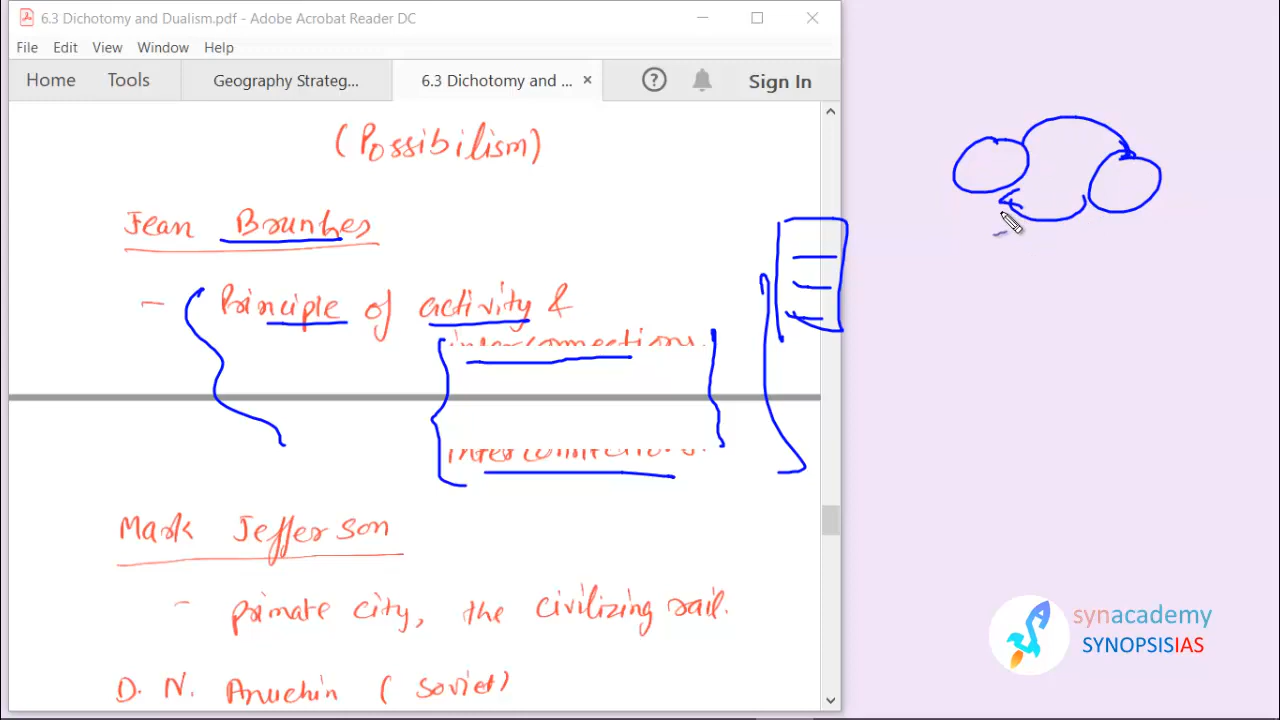 6.3 Dichotomy and Dualism.pdf - Adobe Acrobat Reader DC
File Edit View Window Help
Home Tools Geography Strateg... 6.3 Dichotomy and ... × ? Sign In
(Possibilism)
Jean Brunhes
- Principle of activity &
interconnections.
interconnections.
Mark Jefferson
- primate city, the civilizing rail.
D. N. Anuchin (Soviet)
synacademy
SYNOPSISIAS